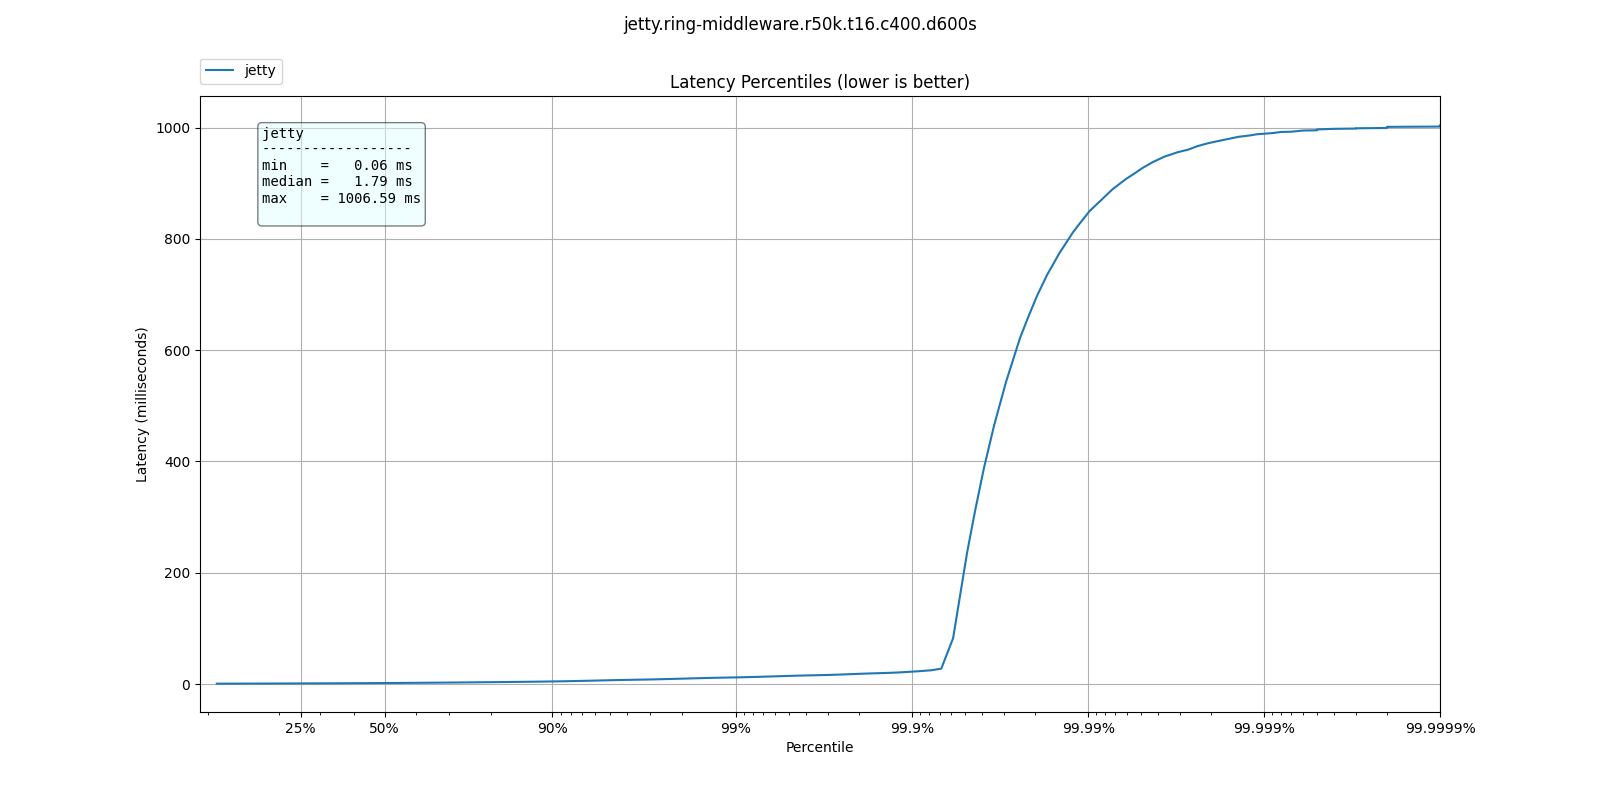 jetty.ring-middleware.r50k.t16.c400.d600s
jetty
Latency Percentiles (lower is better)
1000
800
600
400
200
0
Latency (milliseconds)
jetty
------------------
min    =   0.06 ms
median =   1.79 ms
max    = 1006.59 ms
25% 50% 90% 99% 99.9% 99.99% 99.999% 99.9999%
Percentile